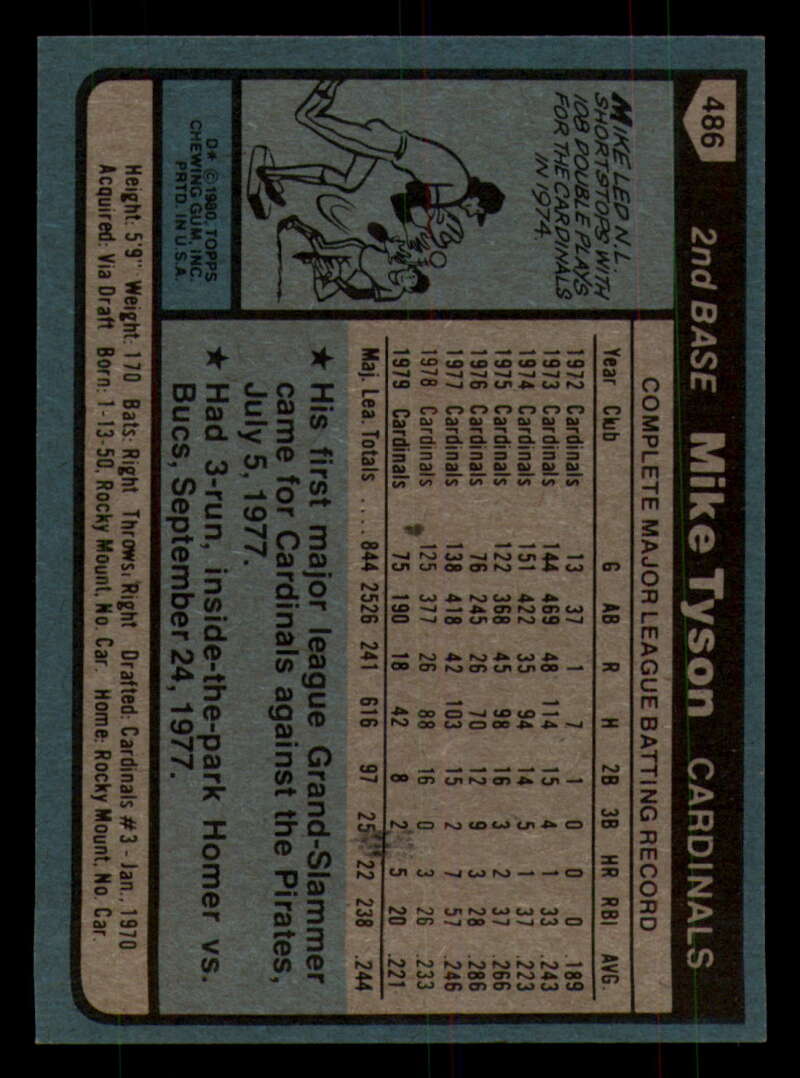 486
2nd BASE Mike Tyson CARDINALS
MIKE LED N.L.
SHORTSTOPS WITH
108 DOUBLE PLAYS
FOR THE CARDINALS
IN 1974.
D* © 1980, TOPPS
CHEWING GUM, INC.
PRTD. IN U.S.A.
COMPLETE MAJOR LEAGUE BATTING RECORD
Year Club G AB R H 2B 3B HR RBI AVG.
1972 Cardinals 13 37 1 7 1 0 0 0 .189
1973 Cardinals 144 469 48 114 15 4 1 33 .243
1974 Cardinals 151 422 35 94 14 5 1 37 .223
1975 Cardinals 122 368 45 98 16 3 2 37 .266
1976 Cardinals 76 245 26 70 12 9 3 28 .286
1977 Cardinals 138 418 42 103 15 2 7 57 .246
1978 Cardinals 125 377 26 88 16 0 3 26 .233
1979 Cardinals 75 190 18 42 8 2 5 20 .221
Maj. Lea. Totals .... 844 2526 241 616 97 25 22 238 .244
★ His first major league Grand-Slammer
came for Cardinals against the Pirates,
July 5, 1977.
★ Had 3-run, inside-the-park Homer vs.
Bucs, September 24, 1977.
Height: 5'9" Weight: 170 Bats: Right Throws: Right Drafted: Cardinals #3 - Jan., 1970
Acquired: Via Draft Born: 1-13-50, Rocky Mount, No. Car. Home: Rocky Mount, No. Car.